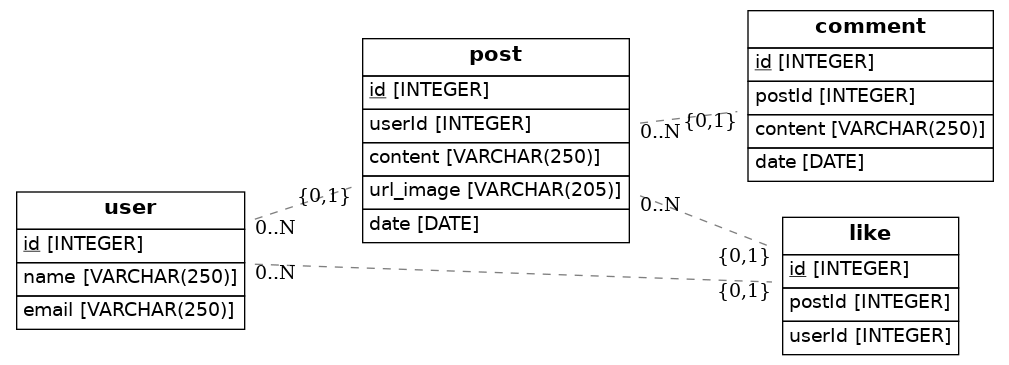 user
id [INTEGER]
name [VARCHAR(250)]
email [VARCHAR(250)]
{0,1}
0..N
0..N
post
id [INTEGER]
userId [INTEGER]
content [VARCHAR(250)]
url_image [VARCHAR(205)]
date [DATE]
0..N
{0,1}
0..N
{0,1}
{0,1}
comment
id [INTEGER]
postId [INTEGER]
content [VARCHAR(250)]
date [DATE]
like
id [INTEGER]
postId [INTEGER]
userId [INTEGER]